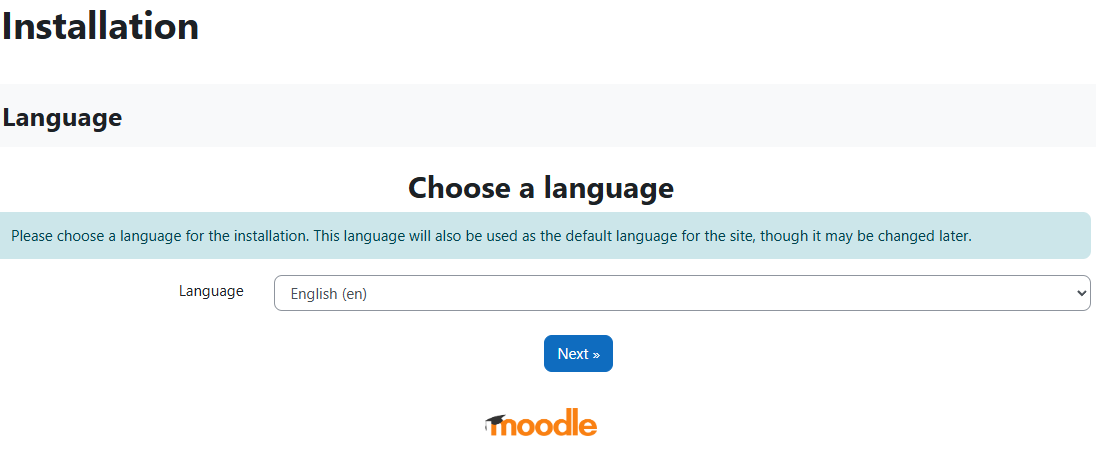 Installation
Language
Choose a language
Please choose a language for the installation. This language will also be used as the default language for the site, though it may be changed later.
Language English (en)
Next »
moodle